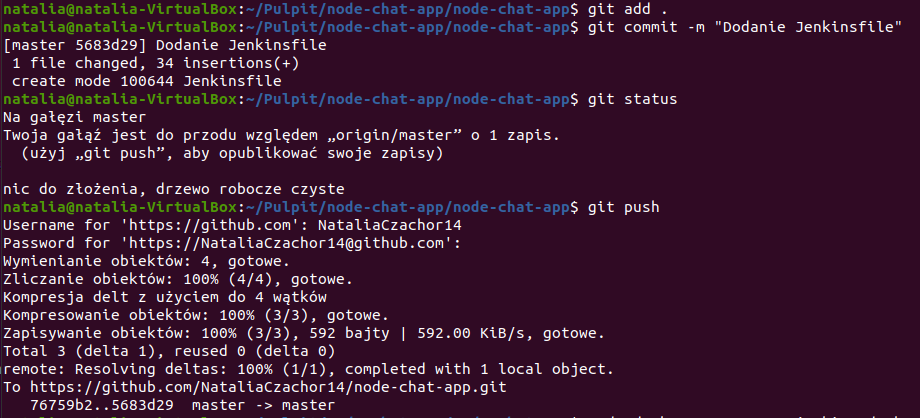 natalia@natalia-VirtualBox:~/Pulpit/node-chat-app/node-chat-app$ git add .
natalia@natalia-VirtualBox:~/Pulpit/node-chat-app/node-chat-app$ git commit -m "Dodanie Jenkinsfile"
[master 5683d29] Dodanie Jenkinsfile
 1 file changed, 34 insertions(+)
 create mode 100644 Jenkinsfile
natalia@natalia-VirtualBox:~/Pulpit/node-chat-app/node-chat-app$ git status
Na gałęzi master
Twoja gałąź jest do przodu względem „origin/master” o 1 zapis.
  (użyj „git push”, aby opublikować swoje zapisy)

nic do złożenia, drzewo robocze czyste
natalia@natalia-VirtualBox:~/Pulpit/node-chat-app/node-chat-app$ git push
Username for 'https://github.com': NataliaCzachor14
Password for 'https://NataliaCzachor14@github.com':
Wymienianie obiektów: 4, gotowe.
Zliczanie obiektów: 100% (4/4), gotowe.
Kompresja delt z użyciem do 4 wątków
Kompresowanie obiektów: 100% (3/3), gotowe.
Zapisywanie obiektów: 100% (3/3), 592 bajty | 592.00 KiB/s, gotowe.
Total 3 (delta 1), reused 0 (delta 0)
remote: Resolving deltas: 100% (1/1), completed with 1 local object.
To https://github.com/NataliaCzachor14/node-chat-app.git
   76759b2..5683d29  master -> master